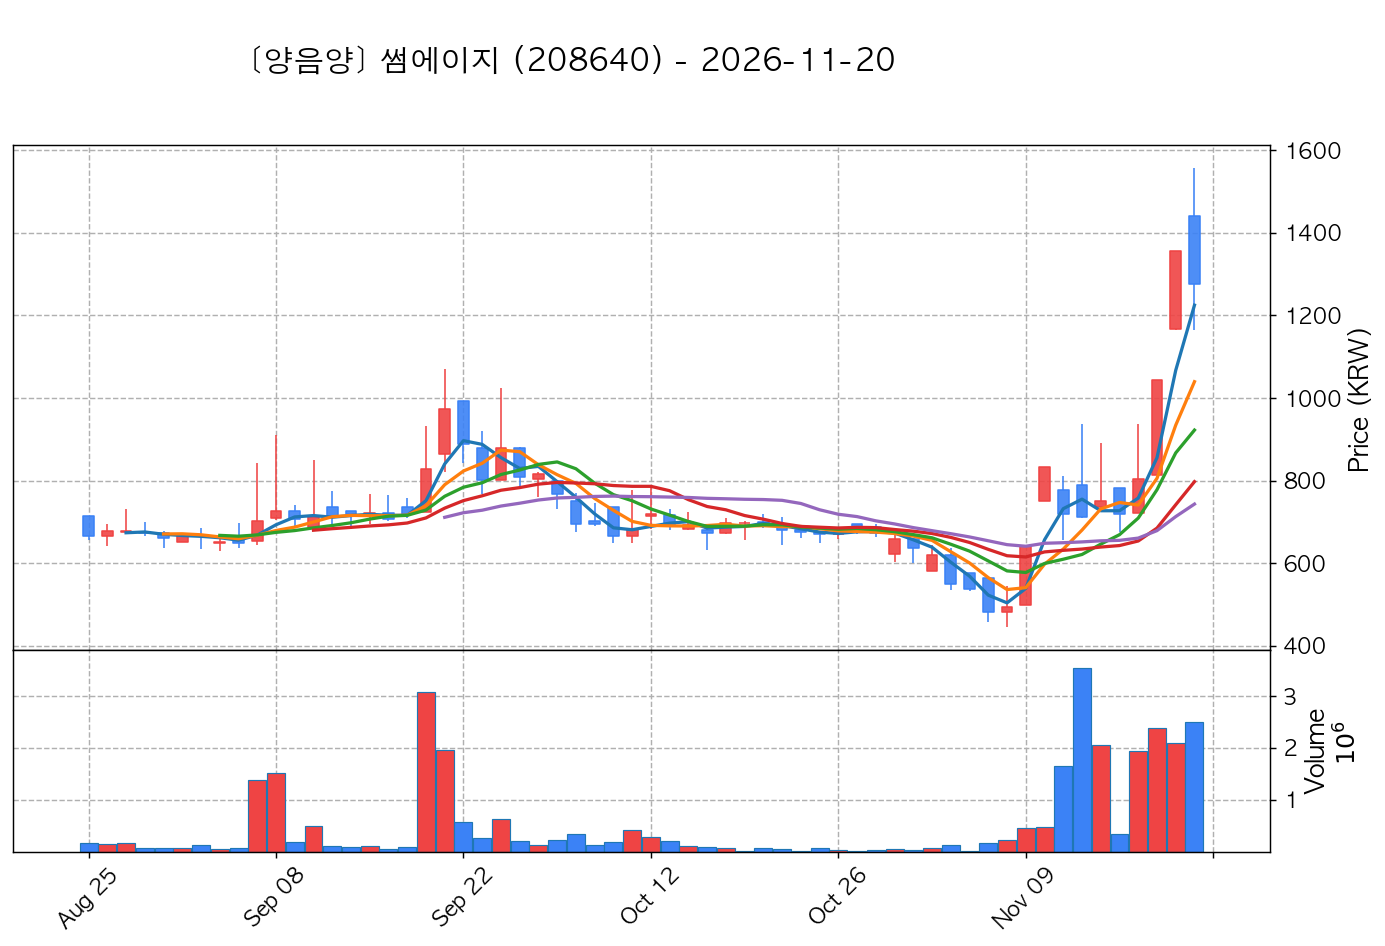 〔양음양〕 썸에이지 (208640) - 2026-11-20
1600
1400
1200
1000
800
600
400
Price (KRW)
3
2
1
Volume
10⁶
Aug 25
Sep 08
Sep 22
Oct 12
Oct 26
Nov 09